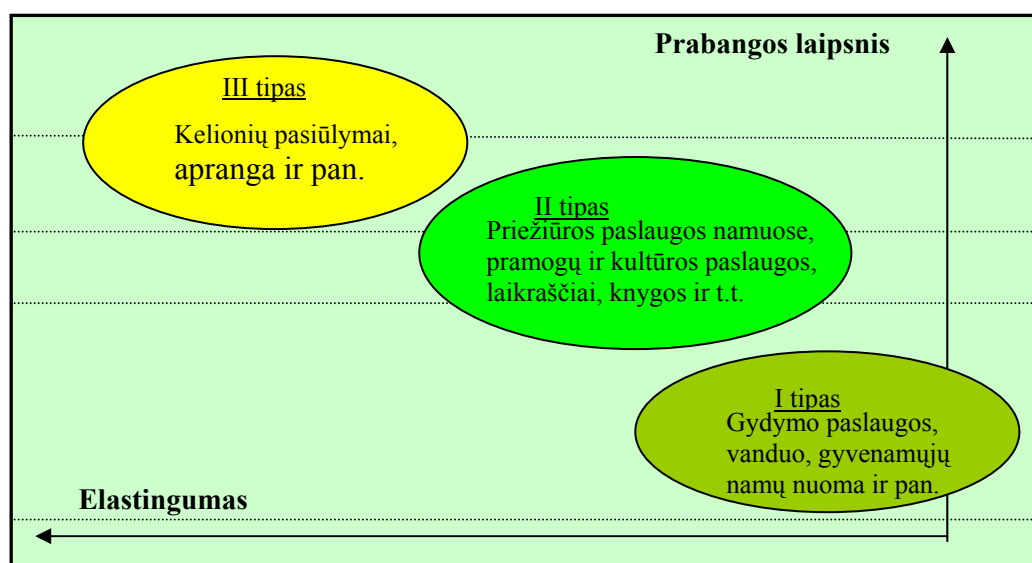 Prabangos laipsnis
III tipas
Kelionių pasiūlymai,
apranga ir pan.
II tipas
Priežiūros paslaugos namuose,
pramogų ir kultūros paslaugos,
laikraščiai, knygos ir t.t.
I tipas
Gydymo paslaugos,
vanduo, gyvenamųjų
namų nuoma ir pan.
Elastingumas